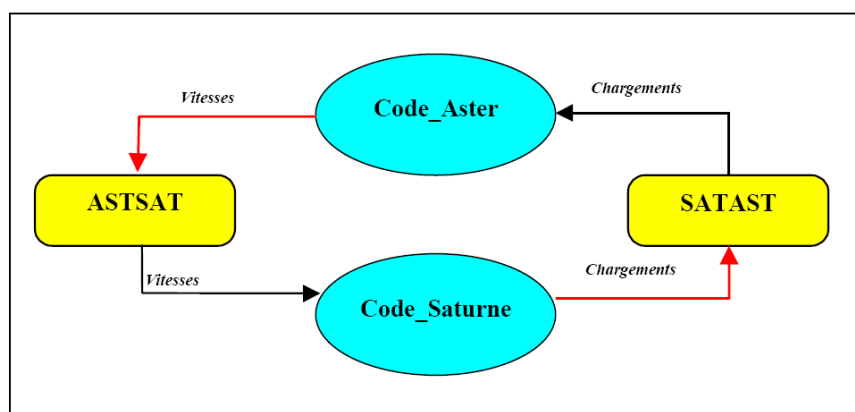 Vitesses
Code_Aster
Chargements
ASTSAT
SATAST
Vitesses
Code_Saturne
Chargements